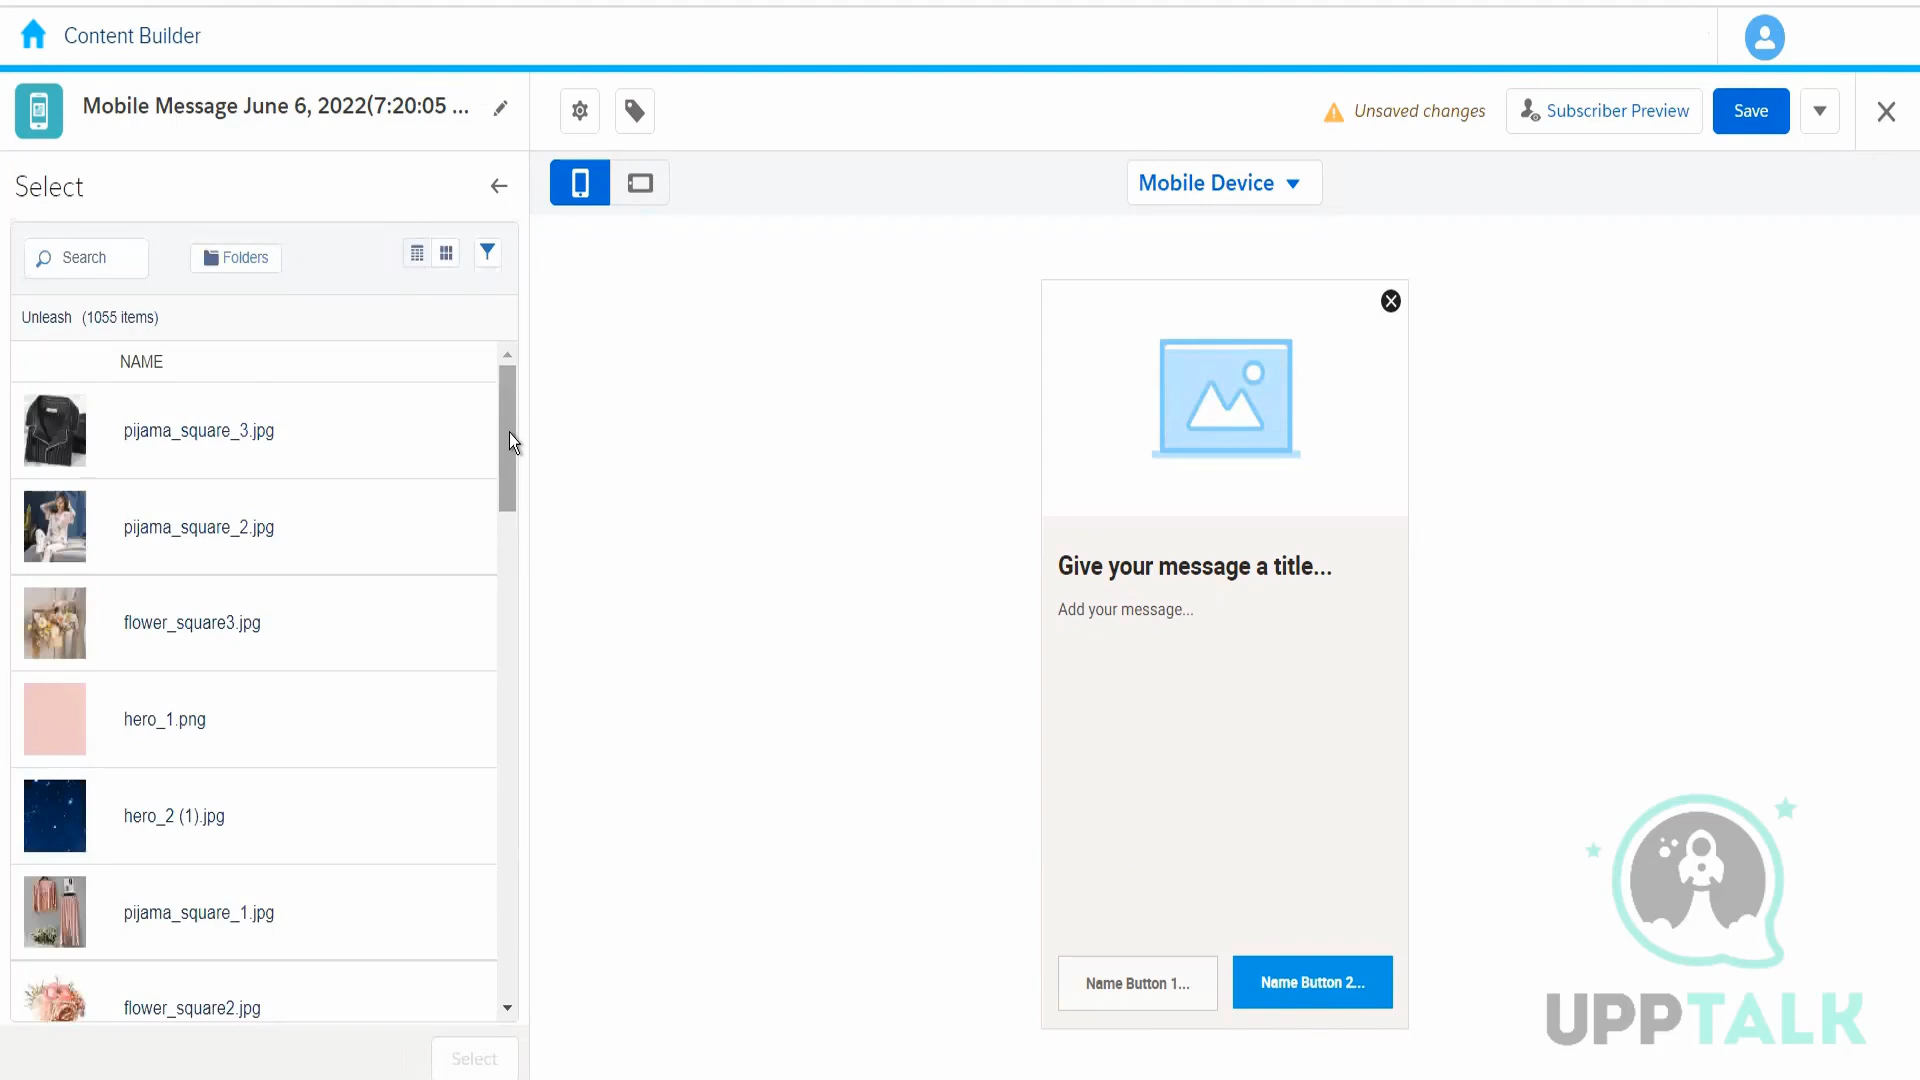 Content Builder
Mobile Message June 6, 2022(7:20:05 ...
Unsaved changes
Subscriber Preview
Save
Select
Mobile Device
Search
Folders
Unleash (1055 items)
NAME
pijama_square_3.jpg
pijama_square_2.jpg
flower_square3.jpg
hero_1.png
hero_2 (1).jpg
pijama_square_1.jpg
flower_square2.jpg
Select
Give your message a title...
Add your message...
Name Button 1...
Name Button 2...
UPPTALK